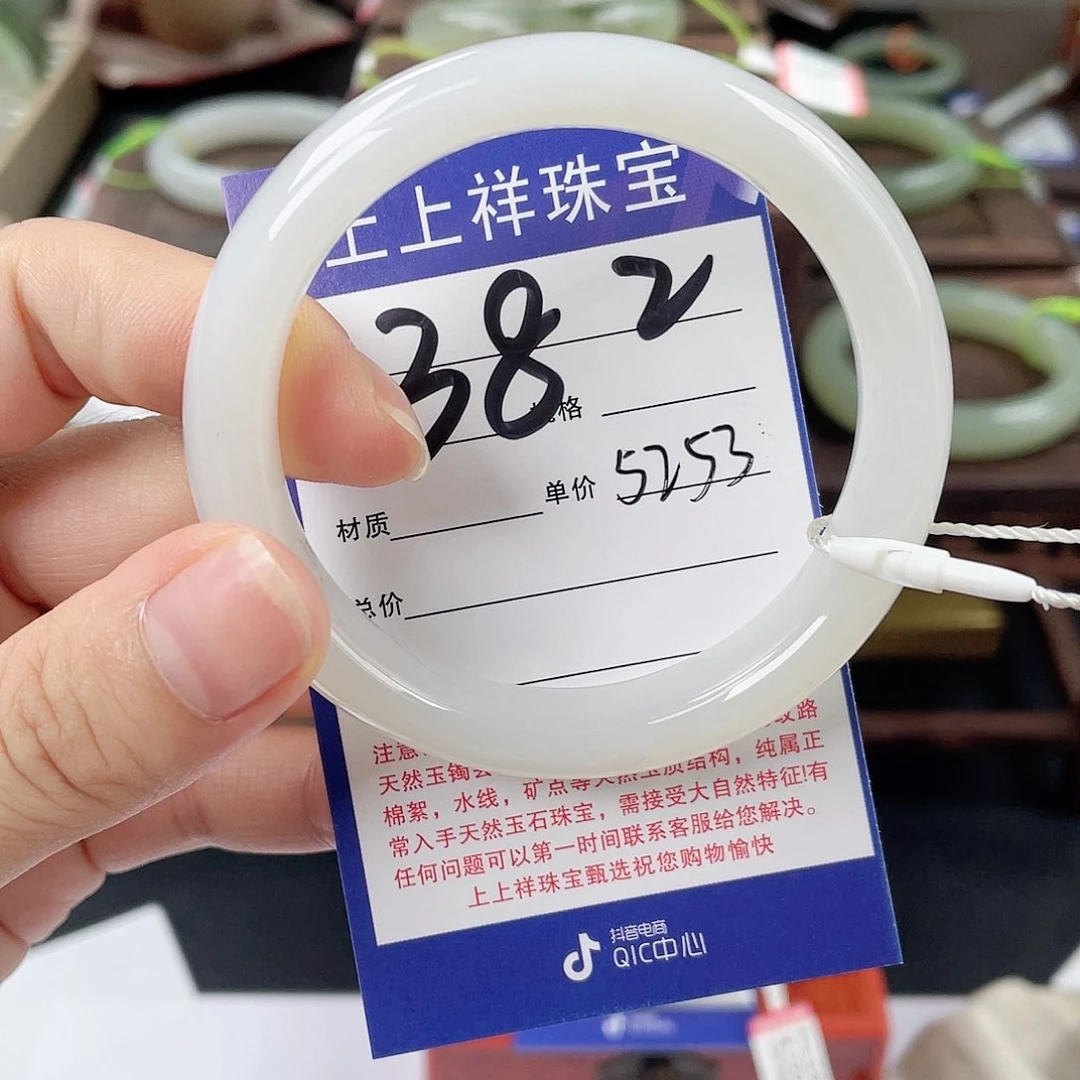 上上祥珠宝
382
规格
单价 5253
材质
总价
注意
纹路
天然玉镯
棉絮，水线，矿点等天然玉质结构，纯属正
常入手天然玉石珠宝，需接受大自然特征!有
任何问题可以第一时间联系客服给您解决。
上上祥珠宝甄选祝您购物愉快
抖音电商
QIC中心